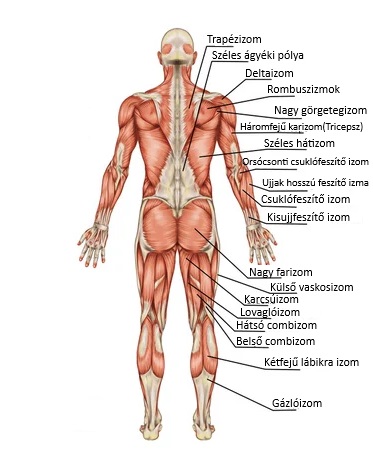 Trapézizom
Széles ágyéki pólya
Deltaizom
Rombuszizmok
Nagy görgetegizom
Háromfejű karizom(Tricepsz)
Széles hátizom
Orsócsonti csuklófeszítő izom
Ujjak hosszú feszítő izma
Csuklófeszítő izom
Kisujjfeszítő izom
Nagy farizom
Külső vaskosizom
Karcsúizom
Lovaglóizom
Hátsó combizom
Belső combizom
Kétfejű lábikra izom
Gázlóizom